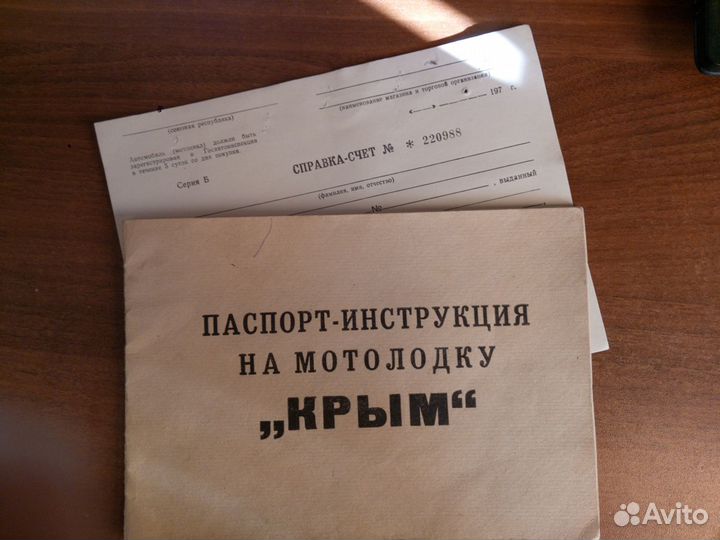 (союзная республика)
(наименование магазина и торговой организации)
197 г.
Автомобиль (мотоцикл) должен быть
зарегистрирован в Госавтоинспекции
в течение 5 суток со дня покупки.
Серия Б
СПРАВКА-СЧЕТ № * 220988
(фамилия, имя, отчество)
№ , выданный
ПАСПОРТ-ИНСТРУКЦИЯ
НА МОТОЛОДКУ
„КРЫМ“
Avito